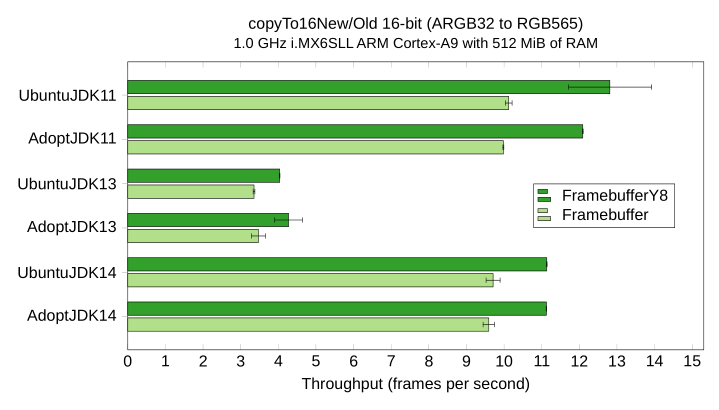 copyTo16New/Old 16-bit (ARGB32 to RGB565)
1.0 GHz i.MX6SLL ARM Cortex-A9 with 512 MiB of RAM
UbuntuJDK11
AdoptJDK11
UbuntuJDK13
AdoptJDK13
UbuntuJDK14
AdoptJDK14
FramebufferY8
Framebuffer
0 1 2 3 4 5 6 7 8 9 10 11 12 13 14 15
Throughput (frames per second)